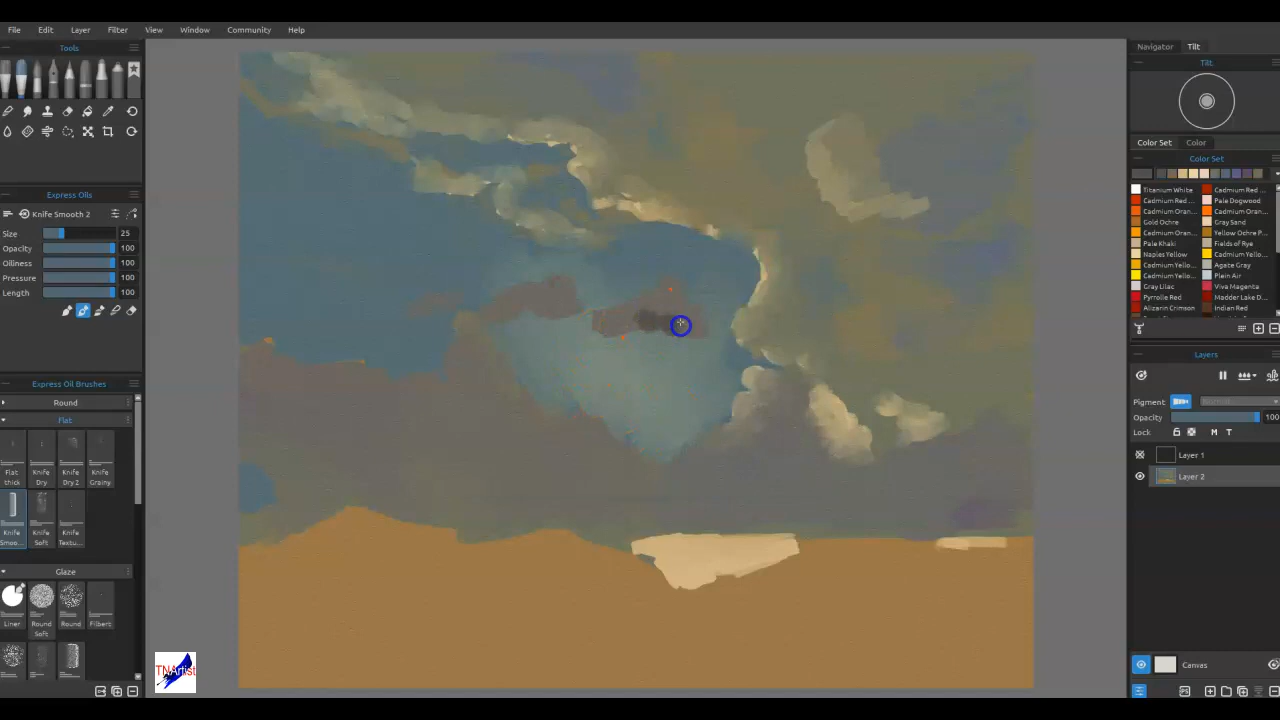 File Edit Layer Filter View Window Community Help
Tools
Express Oils
Knife Smooth 2
Size 25
Opacity 100
Oiliness 100
Pressure 100
Length 100
Express Oil Brushes
Round
Flat
Flat thick
Knife Dry
Knife Dry 2
Knife Grainy
Knife Smoo...
Knife Soft
Knife Textu...
Glaze
Liner
Round Soft
Round
Filbert
TNArtist
Navigator Tilt
Tilt
Color Set Color
Color Set
Titanium White Cadmium Red ...
Cadmium Red ... Pale Dogwood
Cadmium Oran... Cadmium Oran...
Gold Ochre Gray Sand
Cadmium Oran... Yellow Ochre P...
Pale Khaki Fields of Rye
Naples Yellow Cadmium Yello...
Cadmium Yello... Agate Gray
Cadmium Yello... Plein Air
Gray Lilac Viva Magenta
Pyrrolle Red Madder Lake D...
Alizarin Crimson Indian Red
Layers
Pigment
Opacity 100
Lock M T
Layer 1
Layer 2
Canvas
PS